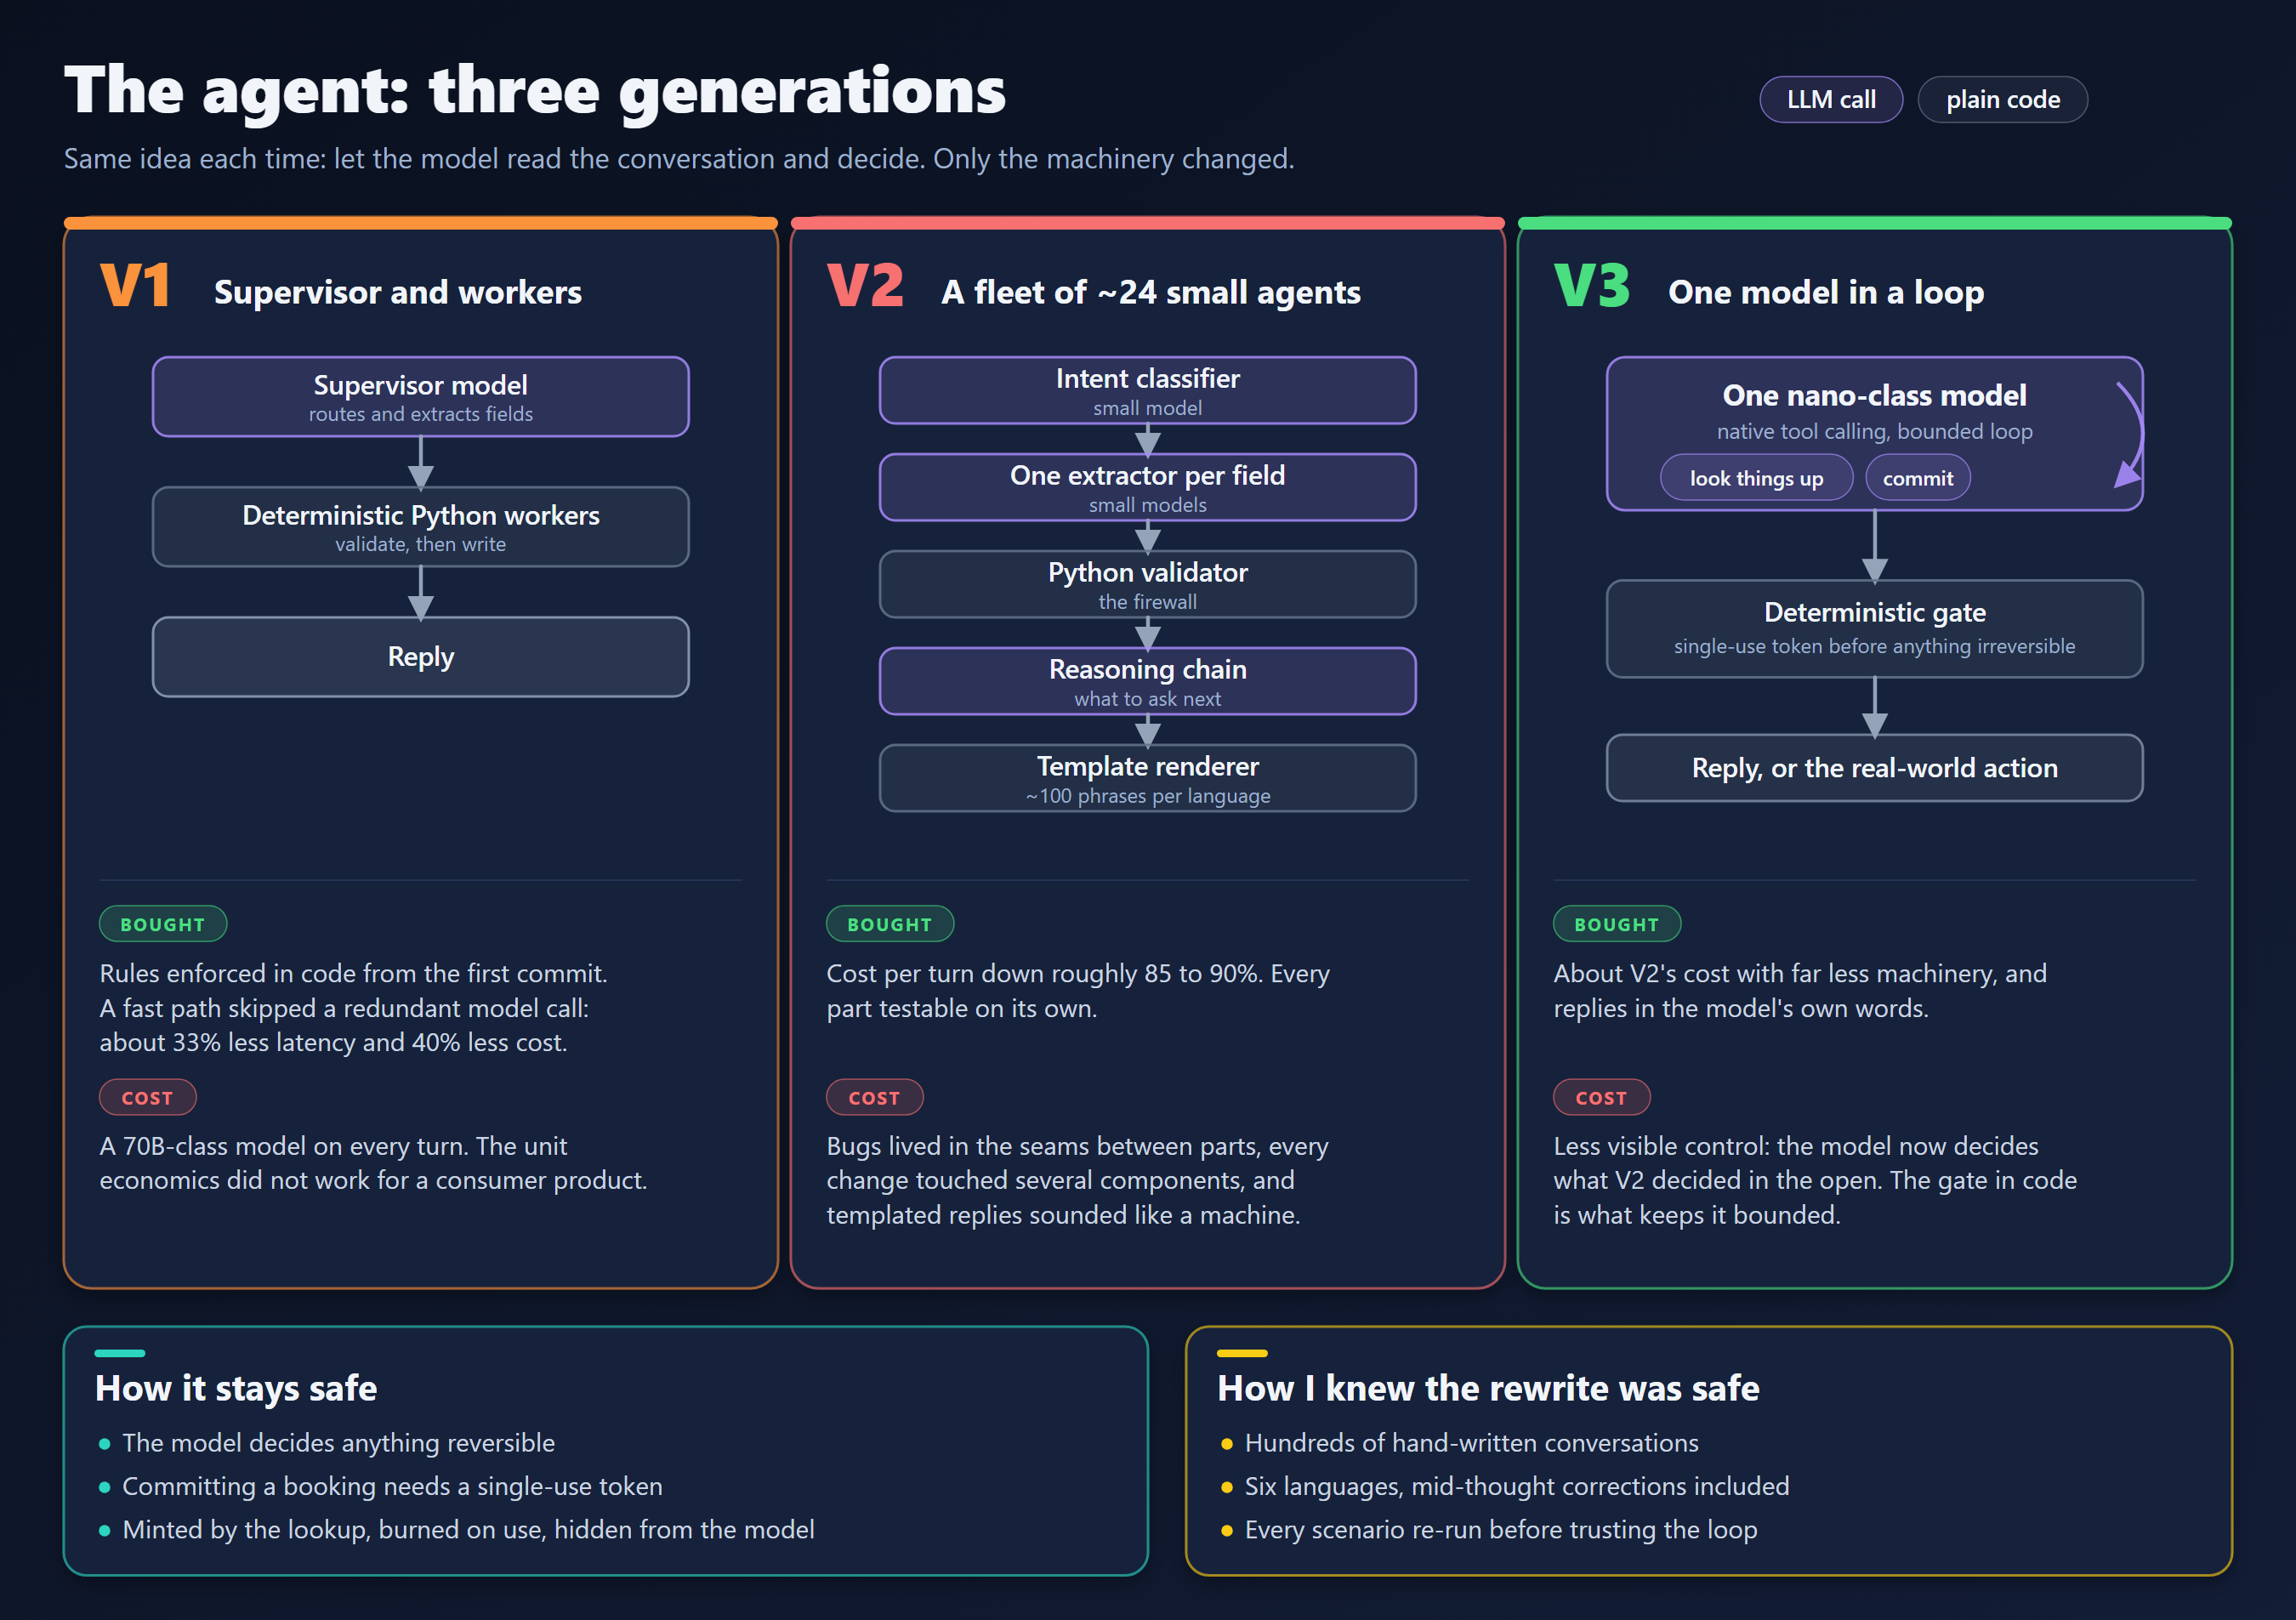 The agent: three generations
LLM call
plain code
Same idea each time: let the model read the conversation and decide. Only the machinery changed.
V1 Supervisor and workers
Supervisor model
routes and extracts fields
Deterministic Python workers
validate, then write
Reply
BOUGHT
Rules enforced in code from the first commit.
A fast path skipped a redundant model call:
about 33% less latency and 40% less cost.
COST
A 70B-class model on every turn. The unit
economics did not work for a consumer product.
V2 A fleet of ~24 small agents
Intent classifier
small model
One extractor per field
small models
Python validator
the firewall
Reasoning chain
what to ask next
Template renderer
~100 phrases per language
BOUGHT
Cost per turn down roughly 85 to 90%. Every
part testable on its own.
COST
Bugs lived in the seams between parts, every
change touched several components, and
templated replies sounded like a machine.
V3 One model in a loop
One nano-class model
native tool calling, bounded loop
look things up
commit
Deterministic gate
single-use token before anything irreversible
Reply, or the real-world action
BOUGHT
About V2's cost with far less machinery, and
replies in the model's own words.
COST
Less visible control: the model now decides
what V2 decided in the open. The gate in code
is what keeps it bounded.
How it stays safe
The model decides anything reversible
Committing a booking needs a single-use token
Minted by the lookup, burned on use, hidden from the model
How I knew the rewrite was safe
Hundreds of hand-written conversations
Six languages, mid-thought corrections included
Every scenario re-run before trusting the loop